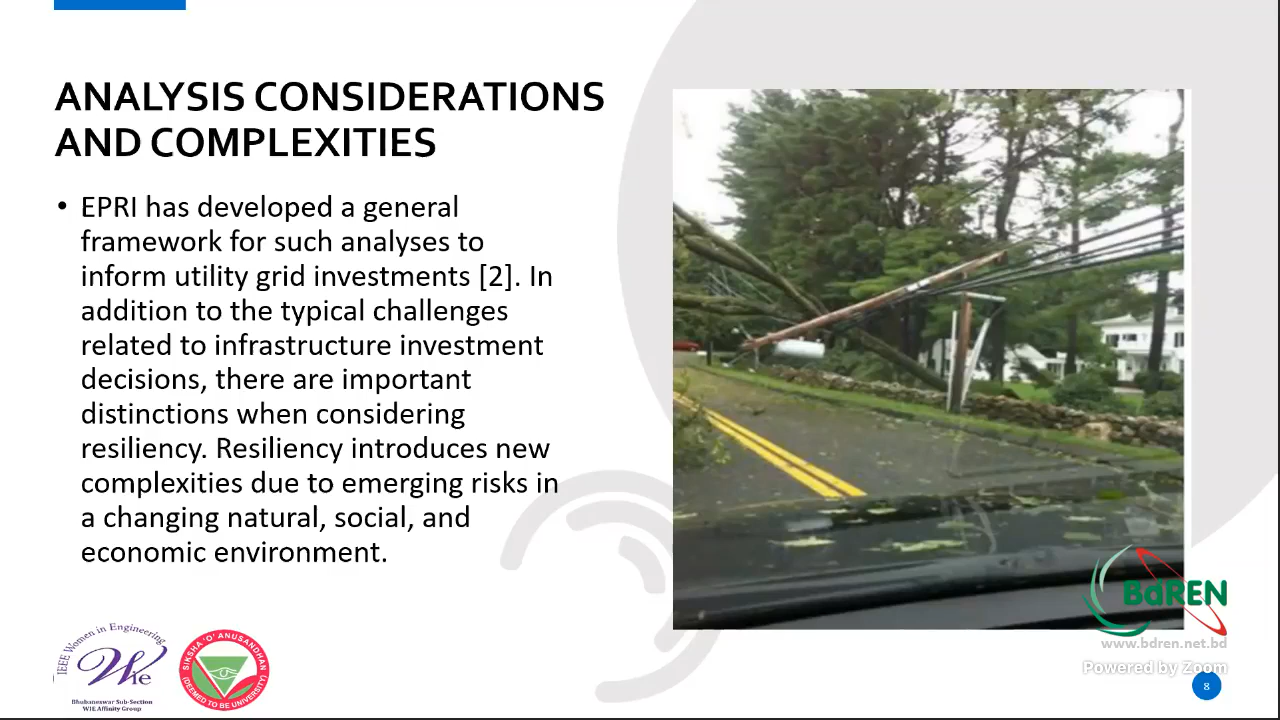 ANALYSIS CONSIDERATIONS
AND COMPLEXITIES
• EPRI has developed a general
framework for such analyses to
inform utility grid investments [2]. In
addition to the typical challenges
related to infrastructure investment
decisions, there are important
distinctions when considering
resiliency. Resiliency introduces new
complexities due to emerging risks in
a changing natural, social, and
economic environment.
IEEE Women in Engineering
Wie
Bhubaneswar Sub-Section
WIE Affinity Group
SIKSHA 'O' ANUSANDHAN
(DEEMED TO BE UNIVERSITY)
BdREN
www.bdren.net.bd
Powered by Zoom
8